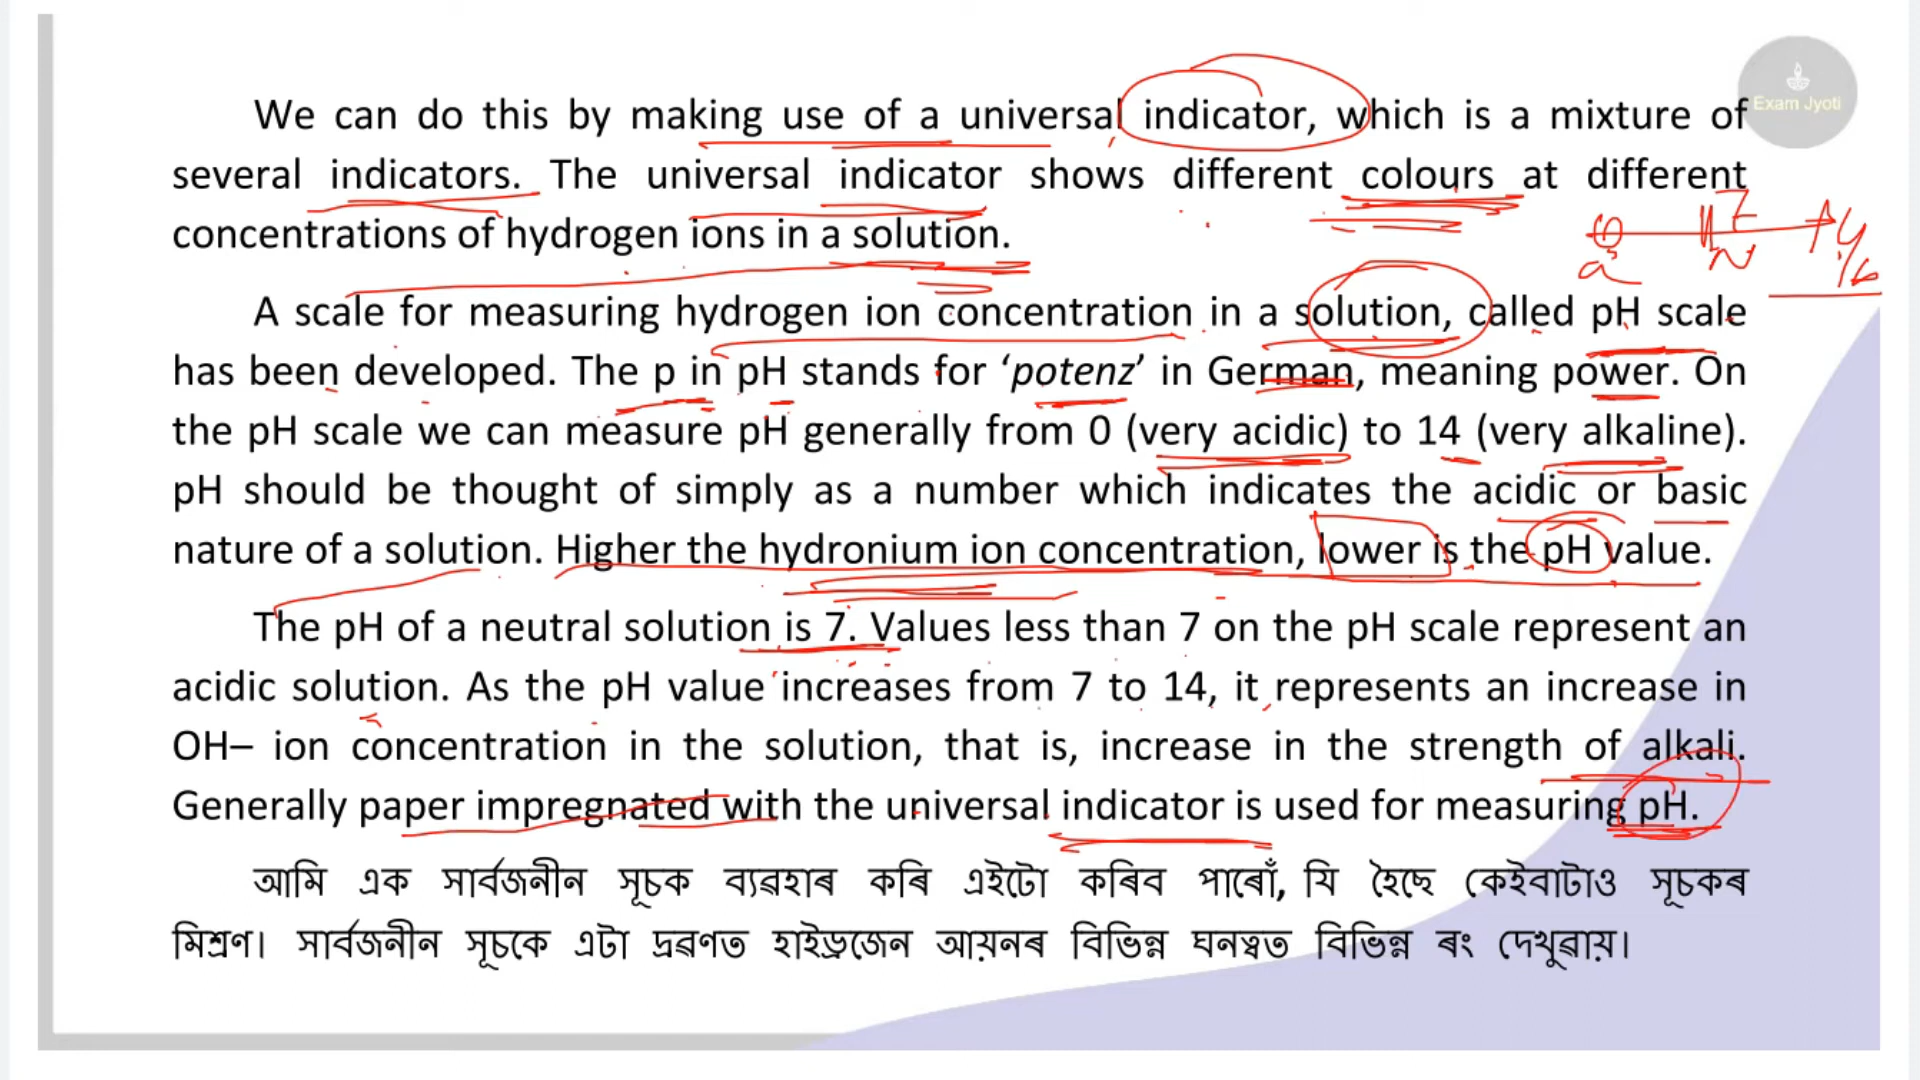 Exam Jyoti
We can do this by making use of a universal indicator, which is a mixture of
several indicators. The universal indicator shows different colours at different
concentrations of hydrogen ions in a solution.
A scale for measuring hydrogen ion concentration in a solution, called pH scale
has been developed. The p in pH stands for ‘potenz’ in German, meaning power. On
the pH scale we can measure pH generally from 0 (very acidic) to 14 (very alkaline).
pH should be thought of simply as a number which indicates the acidic or basic
nature of a solution. Higher the hydronium ion concentration, lower is the pH value.
The pH of a neutral solution is 7. Values less than 7 on the pH scale represent an
acidic solution. As the pH value increases from 7 to 14, it represents an increase in
OH– ion concentration in the solution, that is, increase in the strength of alkali.
Generally paper impregnated with the universal indicator is used for measuring pH.
আমি এক সাৰ্বজনীন সূচক ব্যৱহাৰ কৰি এইটো কৰিব পাৰোঁ, যি হৈছে কেইবাটাও সূচকৰ
মিশ্ৰণ। সাৰ্বজনীন সূচকে এটা দ্ৰৱণত হাইড্ৰজেন আয়নৰ বিভিন্ন ঘনত্বত বিভিন্ন ৰং দেখুৱায়।